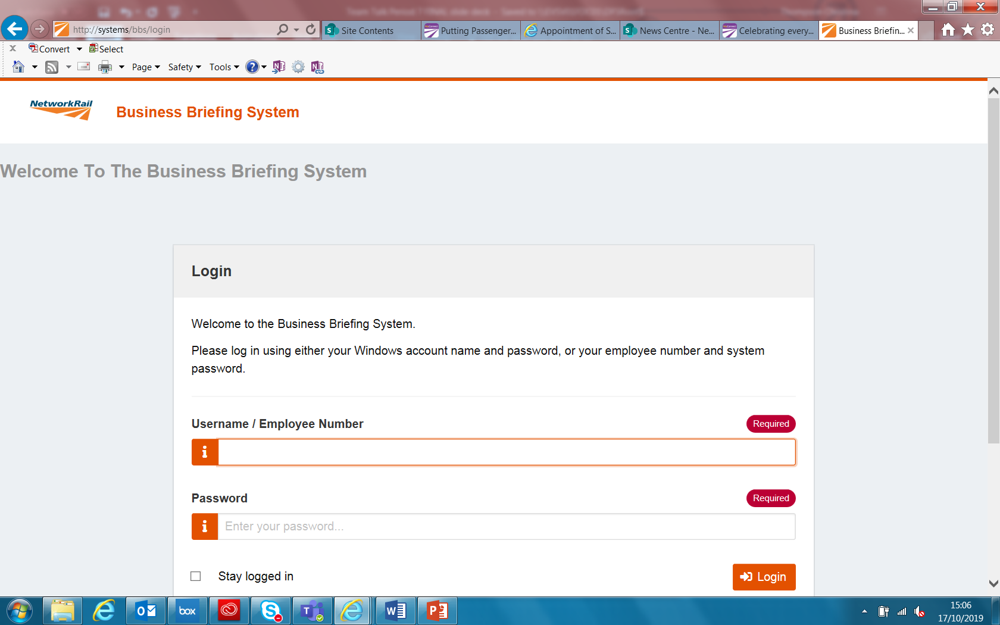 http://systems/bbs/login
Site Contents
Putting Passenger...
Appointment of S...
News Centre - Ne...
Celebrating every...
Business Briefin...
Convert
Select
Page
Safety
Tools
NetworkRail
Business Briefing System
Welcome To The Business Briefing System
Login
Welcome to the Business Briefing System.
Please log in using either your Windows account name and password, or your employee number and system
password.
Username / Employee Number
Required
Password
Required
Enter your password...
Stay logged in
Login
box
15:06
17/10/2019